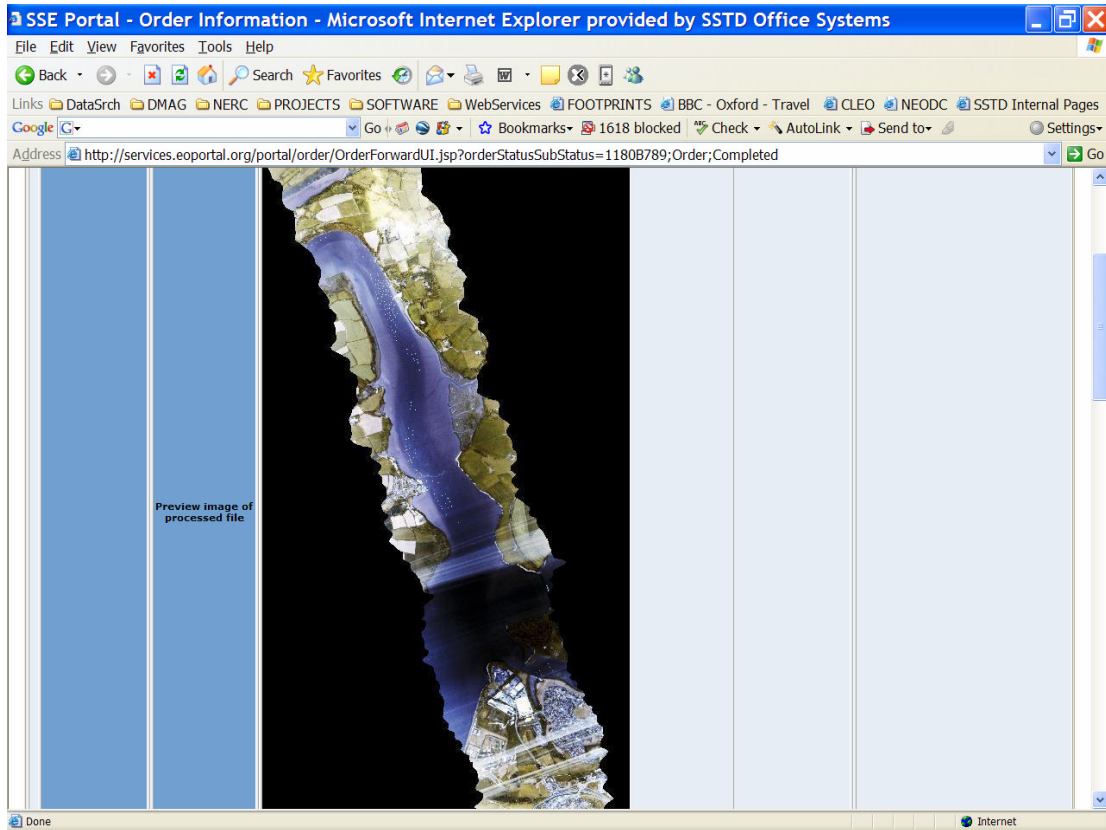 SSE Portal - Order Information - Microsoft Internet Explorer provided by SSTD Office Systems
File Edit View Favorites Tools Help
Back Search Favorites
Links DataSrch DMAG NERC PROJECTS SOFTWARE WebServices FOOTPRINTS BBC - Oxford - Travel CLEO NEODC SSTD Internal Pages
Google G Go Bookmarks 1618 blocked ABC Check AutoLink Send to Settings
Address http://services.eoportal.org/portal/order/OrderForwardUI.jsp?orderStatusSubStatus=1180B789;Order;Completed Go
Preview image of
processed file
Done Internet